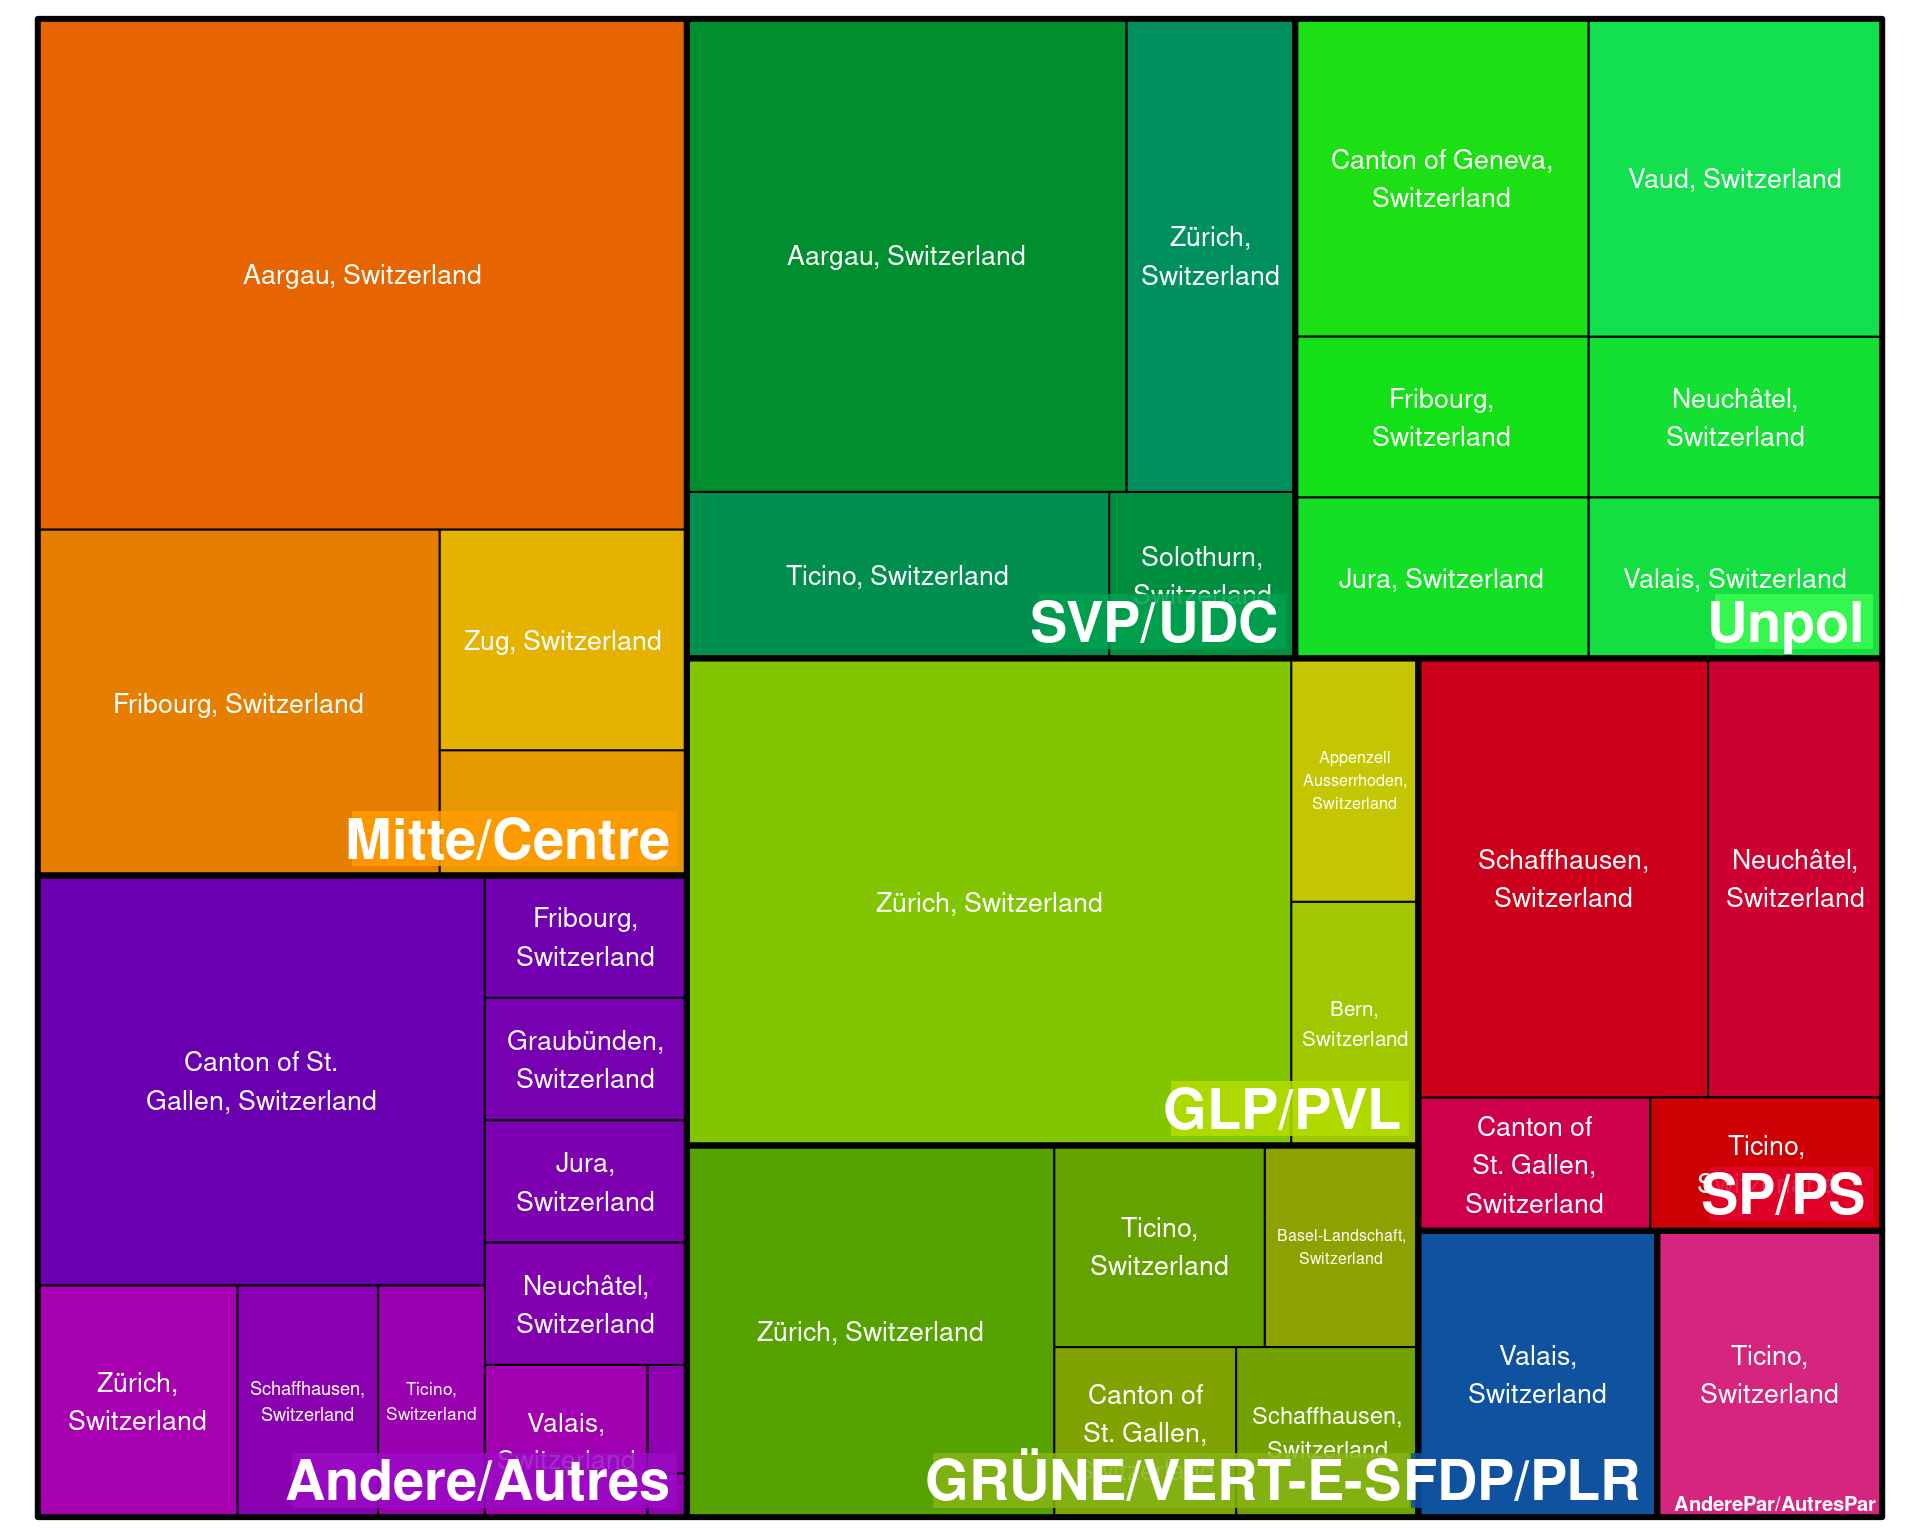 Aargau, Switzerland
Fribourg, Switzerland
Zug, Switzerland
Mitte/Centre
Aargau, Switzerland
Zürich,
Switzerland
Ticino, Switzerland
Solothurn,
Switzerland
SVP/UDC
Canton of Geneva,
Switzerland
Vaud, Switzerland
Fribourg,
Switzerland
Neuchâtel,
Switzerland
Jura, Switzerland
Valais, Switzerland
Unpol
Canton of St.
Gallen, Switzerland
Fribourg,
Switzerland
Graubünden,
Switzerland
Jura,
Switzerland
Neuchâtel,
Switzerland
Zürich,
Switzerland
Schaffhausen,
Switzerland
Ticino,
Switzerland
Valais,
Switzerland
Andere/Autres
Zürich, Switzerland
Appenzell
Ausserrhoden,
Switzerland
Bern,
Switzerland
GLP/PVL
Schaffhausen,
Switzerland
Neuchâtel,
Switzerland
Canton of
St. Gallen,
Switzerland
Ticino,
SP/PS
Zürich, Switzerland
Ticino,
Switzerland
Basel-Landschaft,
Switzerland
Canton of
St. Gallen,
Switzerland
Schaffhausen,
Switzerland
GRÜNE/VERT-E-S
Valais,
Switzerland
FDP/PLR
Ticino,
Switzerland
AnderePar/AutresPar